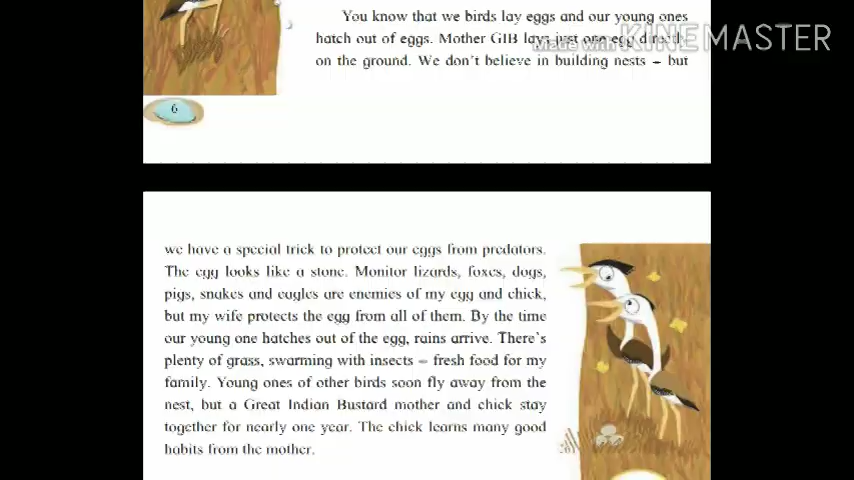 You know that we birds lay eggs and our young ones
Made with KINEMASTER
hatch out of eggs. Mother GIB lays just one egg directly
on the ground. We don't believe in building nests – but
6
we have a special trick to protect our eggs from predators.
The egg looks like a stone. Monitor lizards, foxes, dogs,
pigs, snakes and eagles are enemies of my egg and chick,
but my wife protects the egg from all of them. By the time
our young one hatches out of the egg, rains arrive. There's
plenty of grass, swarming with insects – fresh food for my
family. Young ones of other birds soon fly away from the
nest, but a Great Indian Bustard mother and chick stay
together for nearly one year. The chick learns many good
habits from the mother.